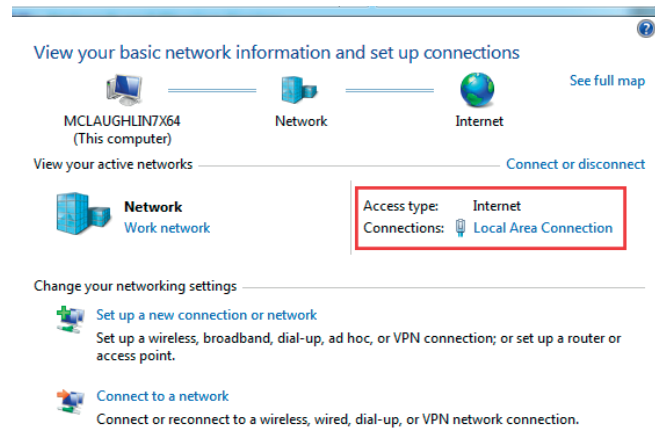 ?
View your basic network information and set up connections
See full map
MCLAUGHLIN7X64
(This computer)
Network
Internet
View your active networks
Connect or disconnect
Network
Work network
Access type: Internet
Connections: Local Area Connection
Change your networking settings
Set up a new connection or network
Set up a wireless, broadband, dial-up, ad hoc, or VPN connection; or set up a router or
access point.
Connect to a network
Connect or reconnect to a wireless, wired, dial-up, or VPN network connection.